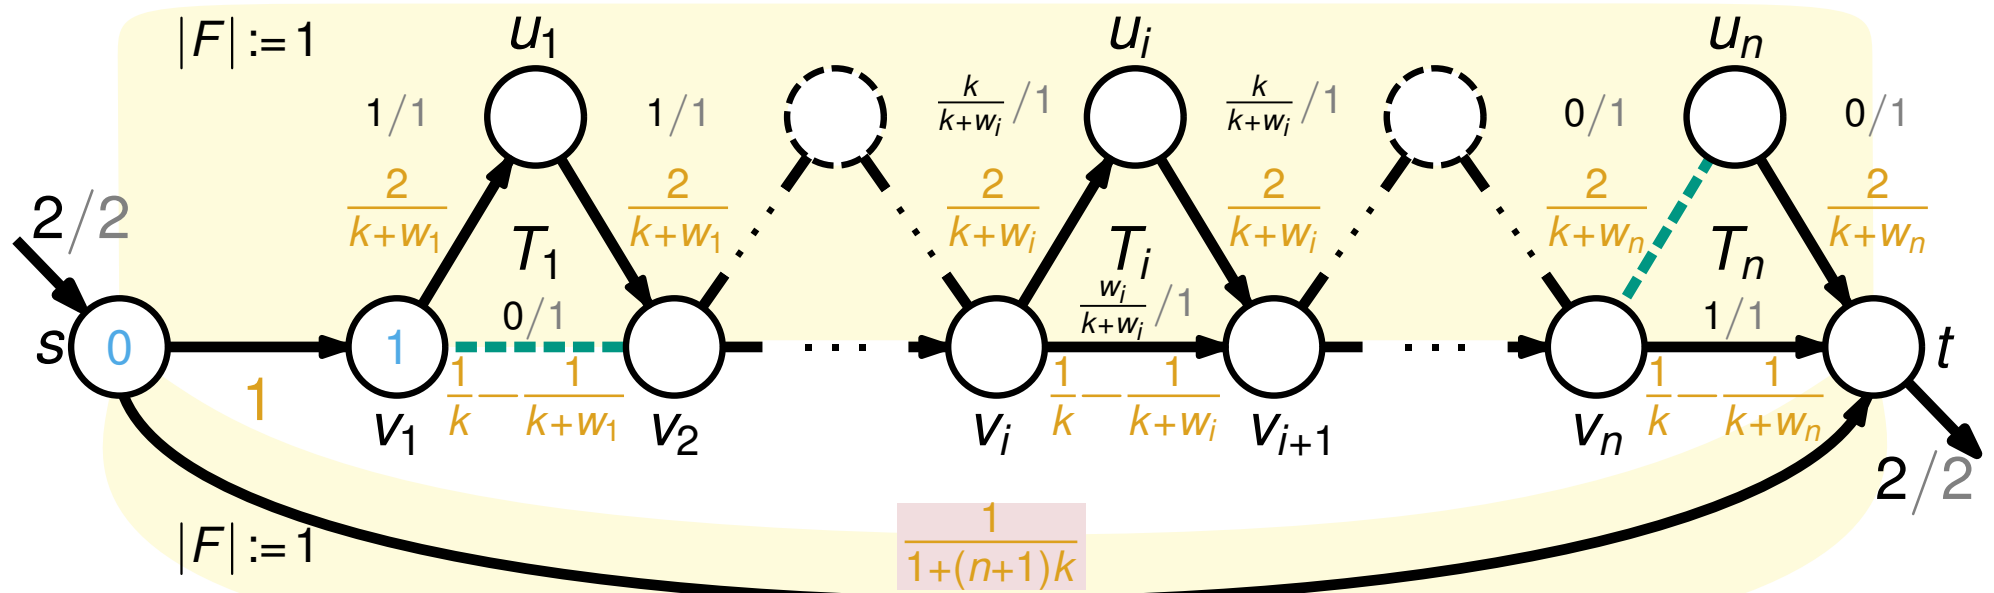 |F| := 1
u₁ uᵢ uₙ
1/1 1/1 k/(k+wᵢ) /1 k/(k+wᵢ) /1 0/1 0/1
2/(k+w₁) 2/(k+w₁) 2/(k+wᵢ) 2/(k+wᵢ) 2/(k+wₙ) 2/(k+wₙ)
2/2
T₁ Tᵢ Tₙ
0/1 wᵢ/(k+wᵢ) /1 1/1
s 0 1 ... ... t
1 1/k − 1/(k+w₁) 1/k − 1/(k+wᵢ) 1/k − 1/(k+wₙ)
v₁ v₂ vᵢ vᵢ₊₁ vₙ
2/2
|F| := 1
1/(1+(n+1)k)